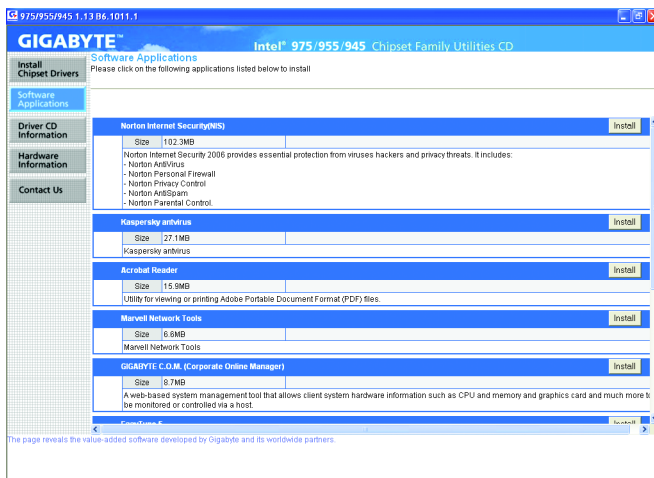 975/955/945 1.13 B6.1011.1
GIGABYTE™
Intel® 975/955/945 Chipset Family Utilities CD
Install
Chipset Drivers
Software
Applications
Driver CD
Information
Hardware
Information
Contact Us
Software Applications
Please click on the following applications listed below to install
Norton Internet Security(NIS) Install
Size 102.3MB
Norton Internet Security 2006 provides essential protection from viruses hackers and privacy threats. It includes:
- Norton AntiVirus
- Norton Personal Firewall
- Norton Privacy Control
- Norton AntiSpam
- Norton Parental Control.
Kaspersky antvirus Install
Size 27.1MB
Kaspersky antvirus
Acrobat Reader Install
Size 15.9MB
Utility for viewing or printing Adobe Portable Document Format (PDF) files.
Marvell Network Tools Install
Size 6.6MB
Marvell Network Tools
GIGABYTE C.O.M. (Corporate Online Manager) Install
Size 8.7MB
A web-based system management tool that allows client system hardware information such as CPU and memory and graphics card and much more to
be monitored or controlled via a host.
EasyTune 5 Install
The page reveals the value-added software developed by Gigabyte and its worldwide partners.